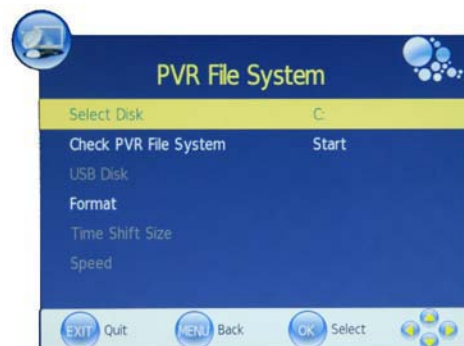 PVR File System
Select Disk C:
Check PVR File System Start
USB Disk
Format
Time Shift Size
Speed
EXIT Quit MENU Back OK Select